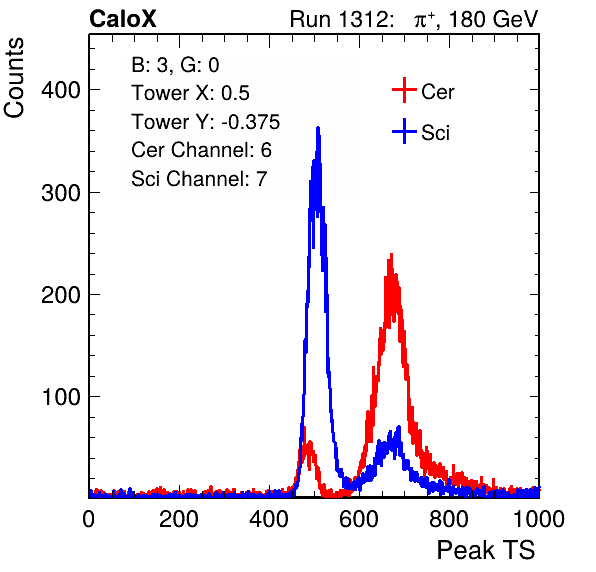 CaloX Run 1312: π⁺, 180 GeV
B: 3, G: 0
Tower X: 0.5
Tower Y: -0.375
Cer Channel: 6
Sci Channel: 7
Cer
Sci
Counts
400
300
200
100
0 200 400 600 800 1000
Peak TS